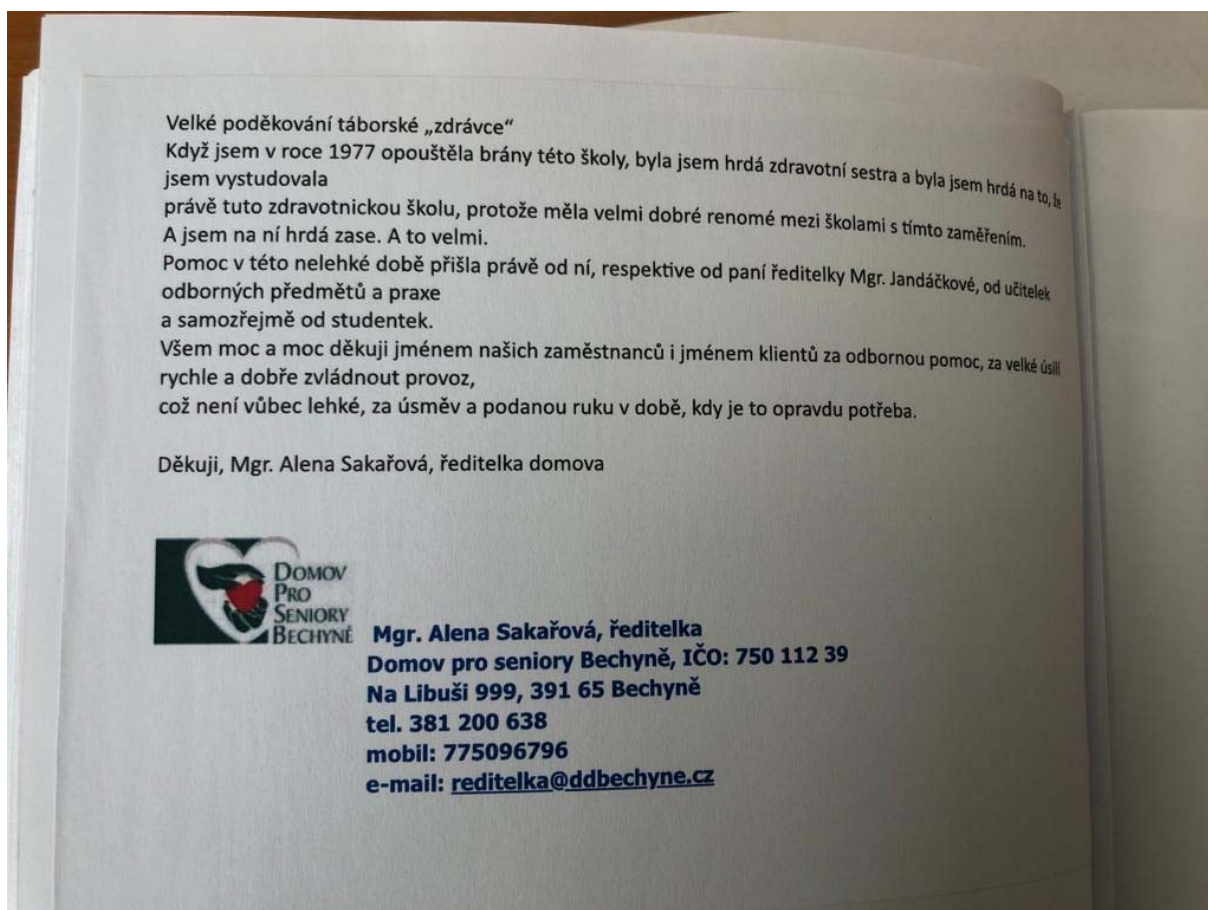 Velké poděkování táborské „zdrávce“
Když jsem v roce 1977 opouštěla brány této školy, byla jsem hrdá zdravotní sestra a byla jsem hrdá na to, že
jsem vystudovala
právě tuto zdravotnickou školu, protože měla velmi dobré renomé mezi školami s tímto zaměřením.
A jsem na ní hrdá zase. A to velmi.
Pomoc v této nelehké době přišla právě od ní, respektive od paní ředitelky Mgr. Jandáčkové, od učitelek
odborných předmětů a praxe
a samozřejmě od studentek.
Všem moc a moc děkuji jménem našich zaměstnanců i jménem klientů za odbornou pomoc, za velké úsilí
rychle a dobře zvládnout provoz,
což není vůbec lehké, za úsměv a podanou ruku v době, kdy je to opravdu potřeba.
Děkuji, Mgr. Alena Sakařová, ředitelka domova
DOMOV
PRO
SENIORY
BECHYNĚ
Mgr. Alena Sakařová, ředitelka
Domov pro seniory Bechyně, IČO: 750 112 39
Na Libuši 999, 391 65 Bechyně
tel. 381 200 638
mobil: 775096796
e-mail: reditelka@ddbechyne.cz